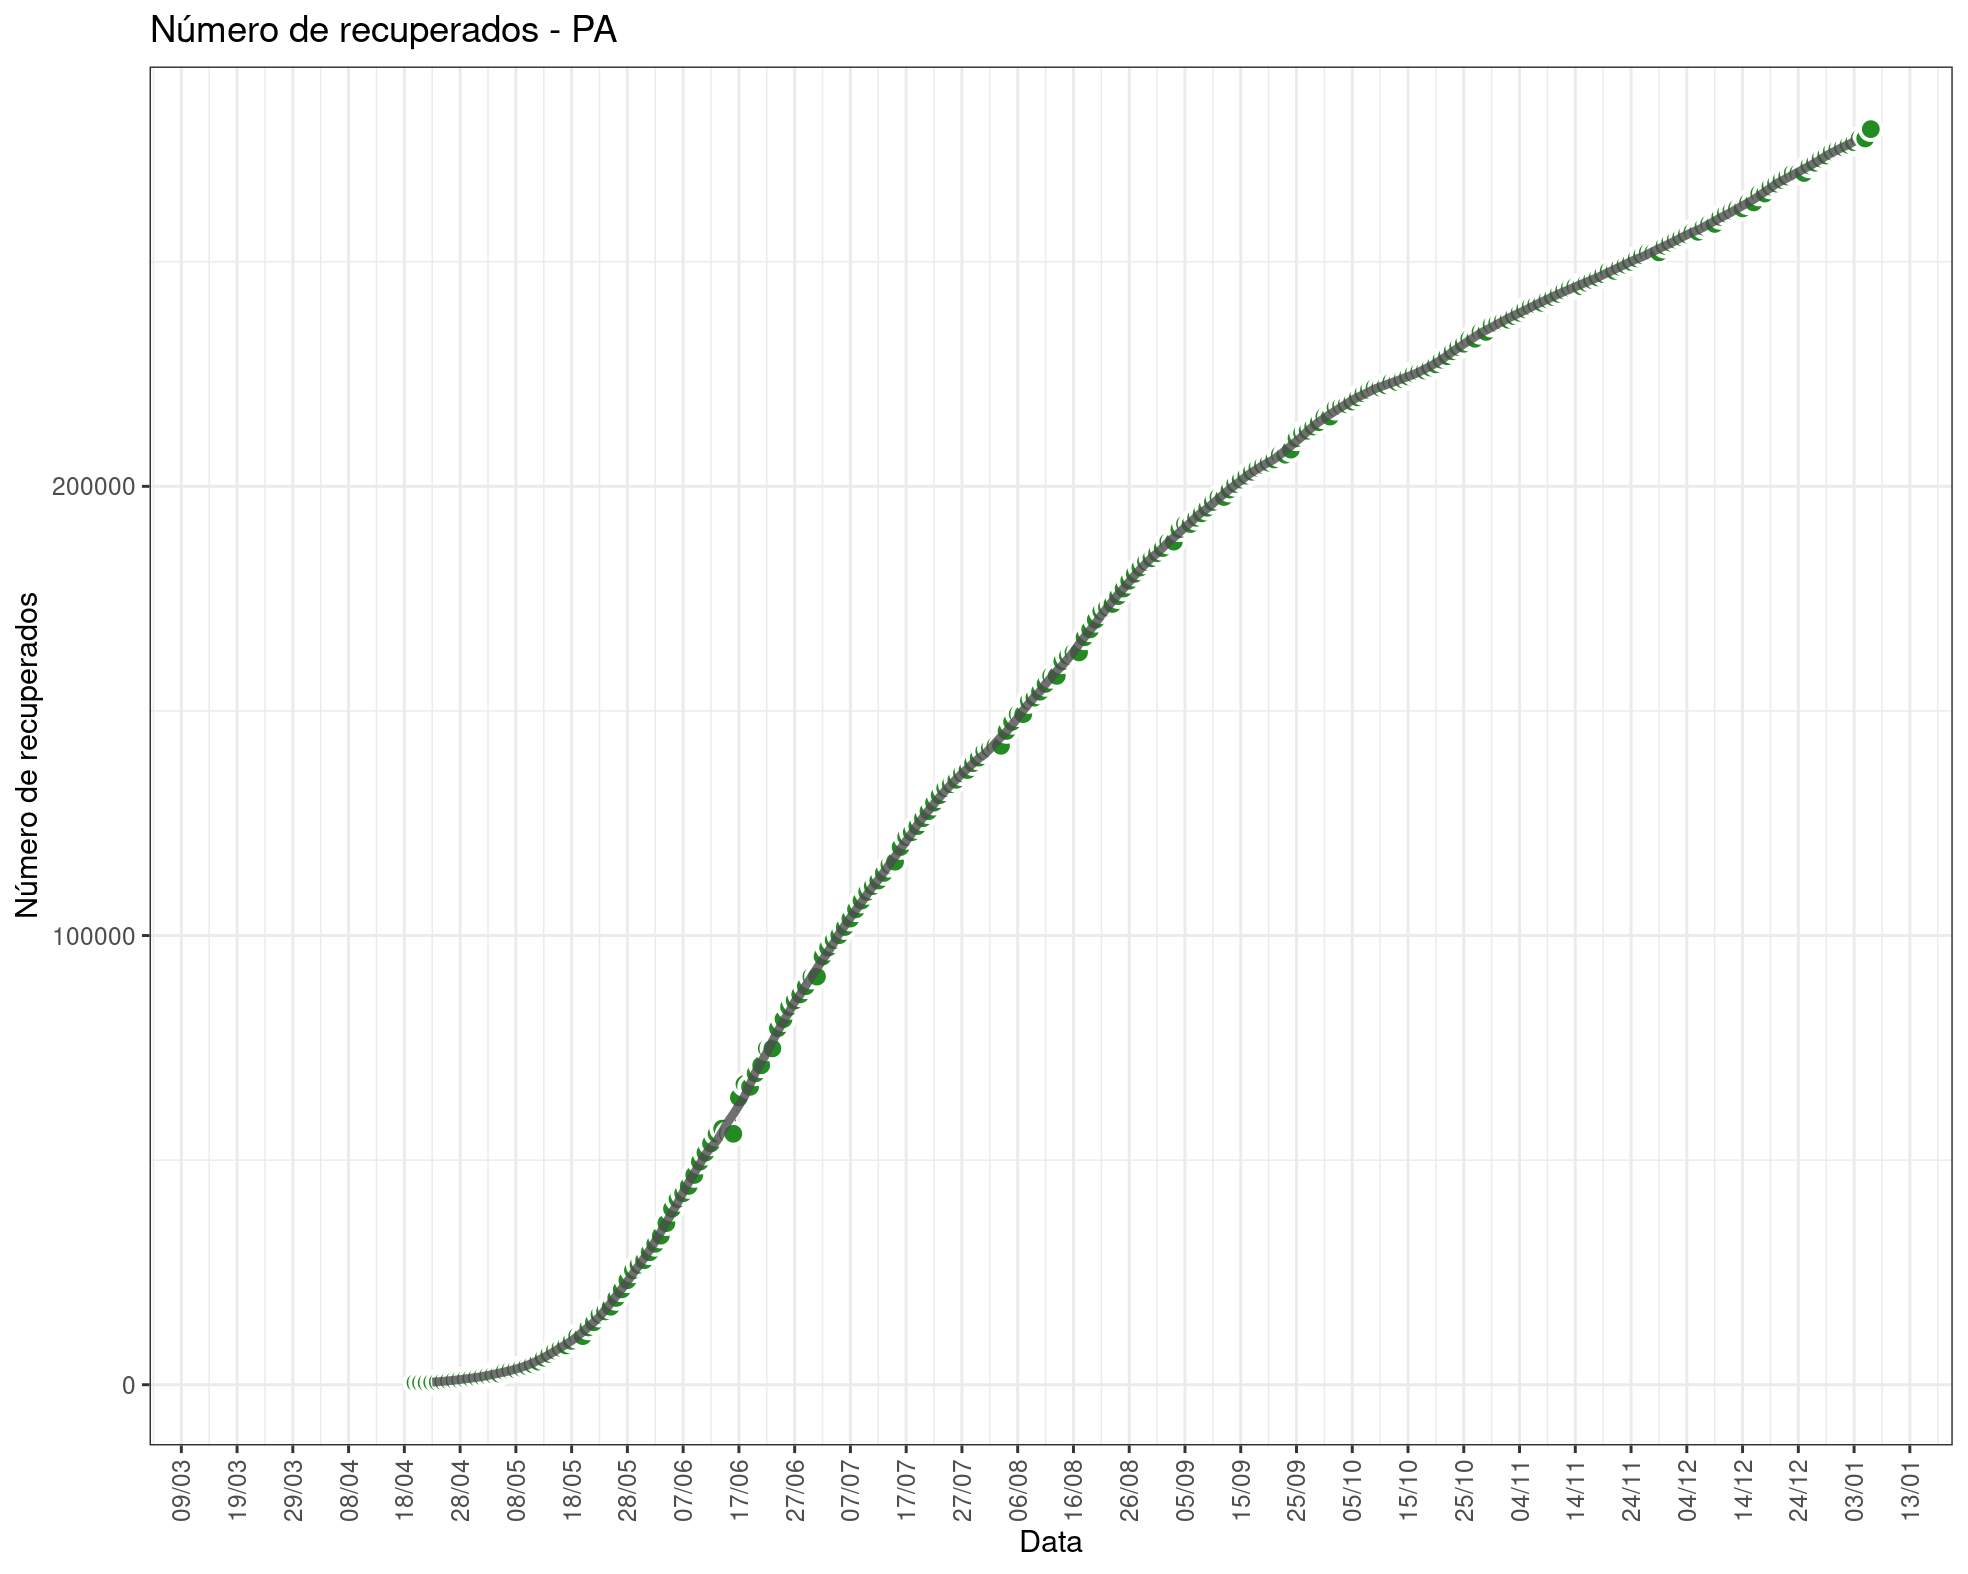 Número de recuperados - PA
Número de recuperados
200000
100000
0
09/03 19/03 29/03 08/04 18/04 28/04 08/05 18/05 28/05 07/06 17/06 27/06 07/07 17/07 27/07 06/08 16/08 26/08 05/09 15/09 25/09 05/10 15/10 25/10 04/11 14/11 24/11 04/12 14/12 24/12 03/01 13/01
Data